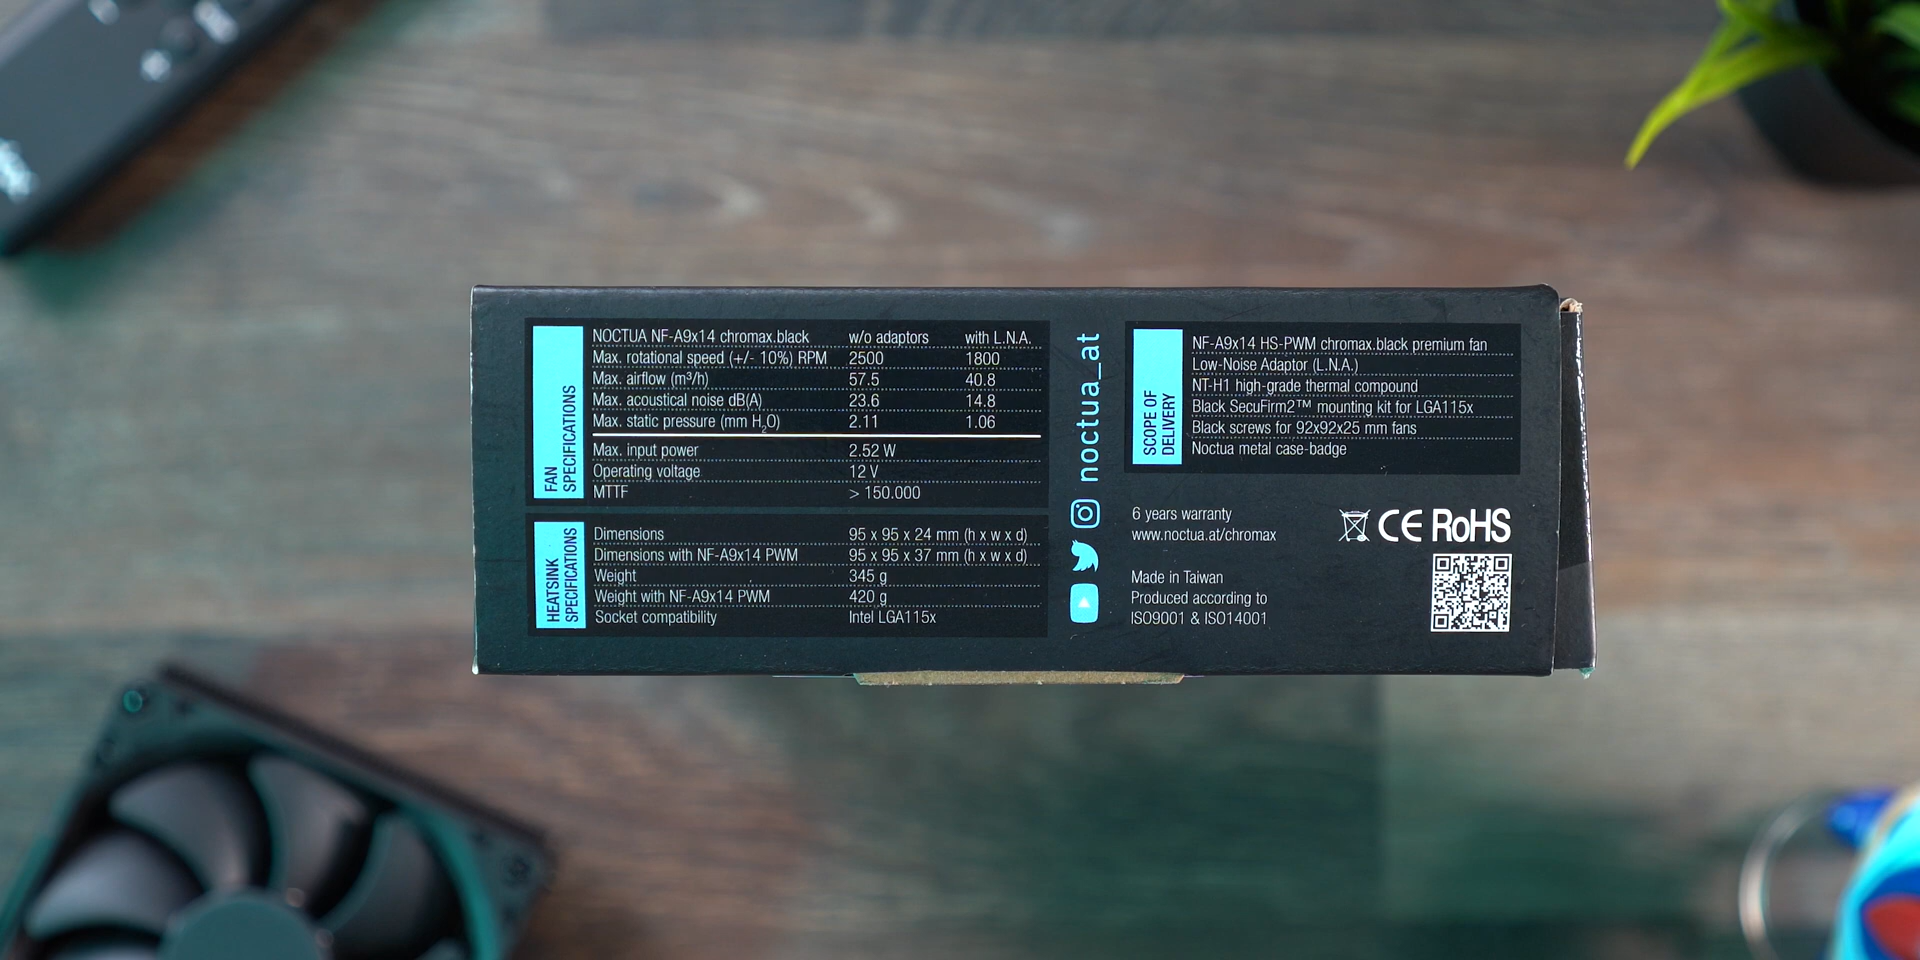 NOCTUA NF-A9x14 chromax.black w/o adaptors with L.N.A.
Max. rotational speed (+/- 10%) RPM 2500 1800
Max. airflow (m³/h) 57.5 40.8
Max. acoustical noise dB(A) 23.6 14.8
Max. static pressure (mm H₂O) 2.11 1.06
Max. input power 2.52 W
Operating voltage 12 V
MTTF > 150.000
FAN
SPECIFICATIONS
Dimensions 95 x 95 x 24 mm (h x w x d)
Dimensions with NF-A9x14 PWM 95 x 95 x 37 mm (h x w x d)
Weight 345 g
Weight with NF-A9x14 PWM 420 g
Socket compatibility Intel LGA115x
HEATSINK
SPECIFICATIONS
noctua_at
SCOPE OF
DELIVERY
NF-A9x14 HS-PWM chromax.black premium fan
Low-Noise Adaptor (L.N.A.)
NT-H1 high-grade thermal compound
Black SecuFirm2™ mounting kit for LGA115x
Black screws for 92x92x25 mm fans
Noctua metal case-badge
6 years warranty
www.noctua.at/chromax
CE RoHS
Made in Taiwan
Produced according to
ISO9001 & ISO14001